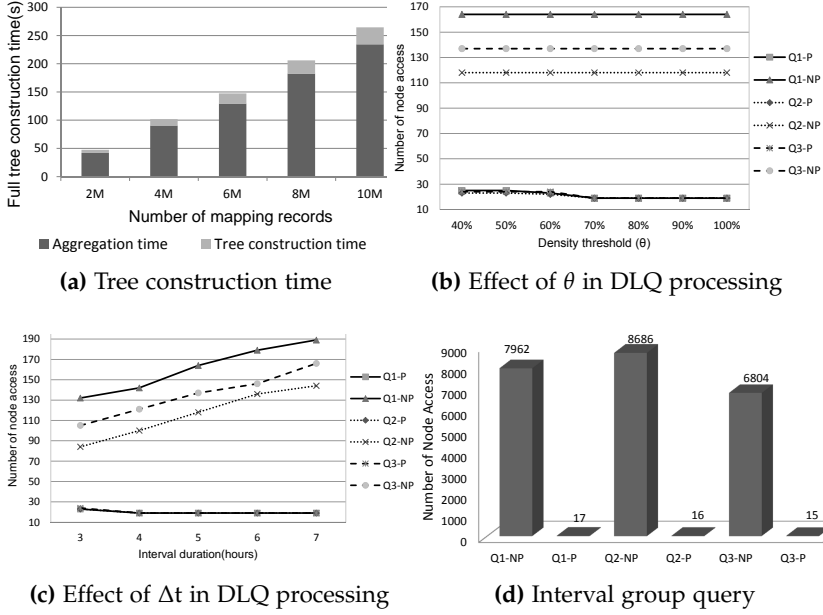 Full tree construction time(s)
300
250
200
150
100
50
0
2M 4M 6M 8M 10M
Number of mapping records
Aggregation time Tree construction time
(a) Tree construction time
Number of node access
170
150
130
110
90
70
50
30
10
40% 50% 60% 70% 80% 90% 100%
Density threshold (θ)
Q1-P
Q1-NP
Q2-P
Q2-NP
Q3-P
Q3-NP
(b) Effect of θ in DLQ processing
Number of node access
190
170
150
130
110
90
70
50
30
10
3 4 5 6 7
Interval duration(hours)
Q1-P
Q1-NP
Q2-P
Q2-NP
Q3-P
Q3-NP
(c) Effect of Δt in DLQ processing
Number of Node Access
9000
8000
7000
6000
5000
4000
3000
2000
1000
0
7962 17 8686 16 6804 15
Q1-NP Q1-P Q2-NP Q2-P Q3-NP Q3-P
(d) Interval group query